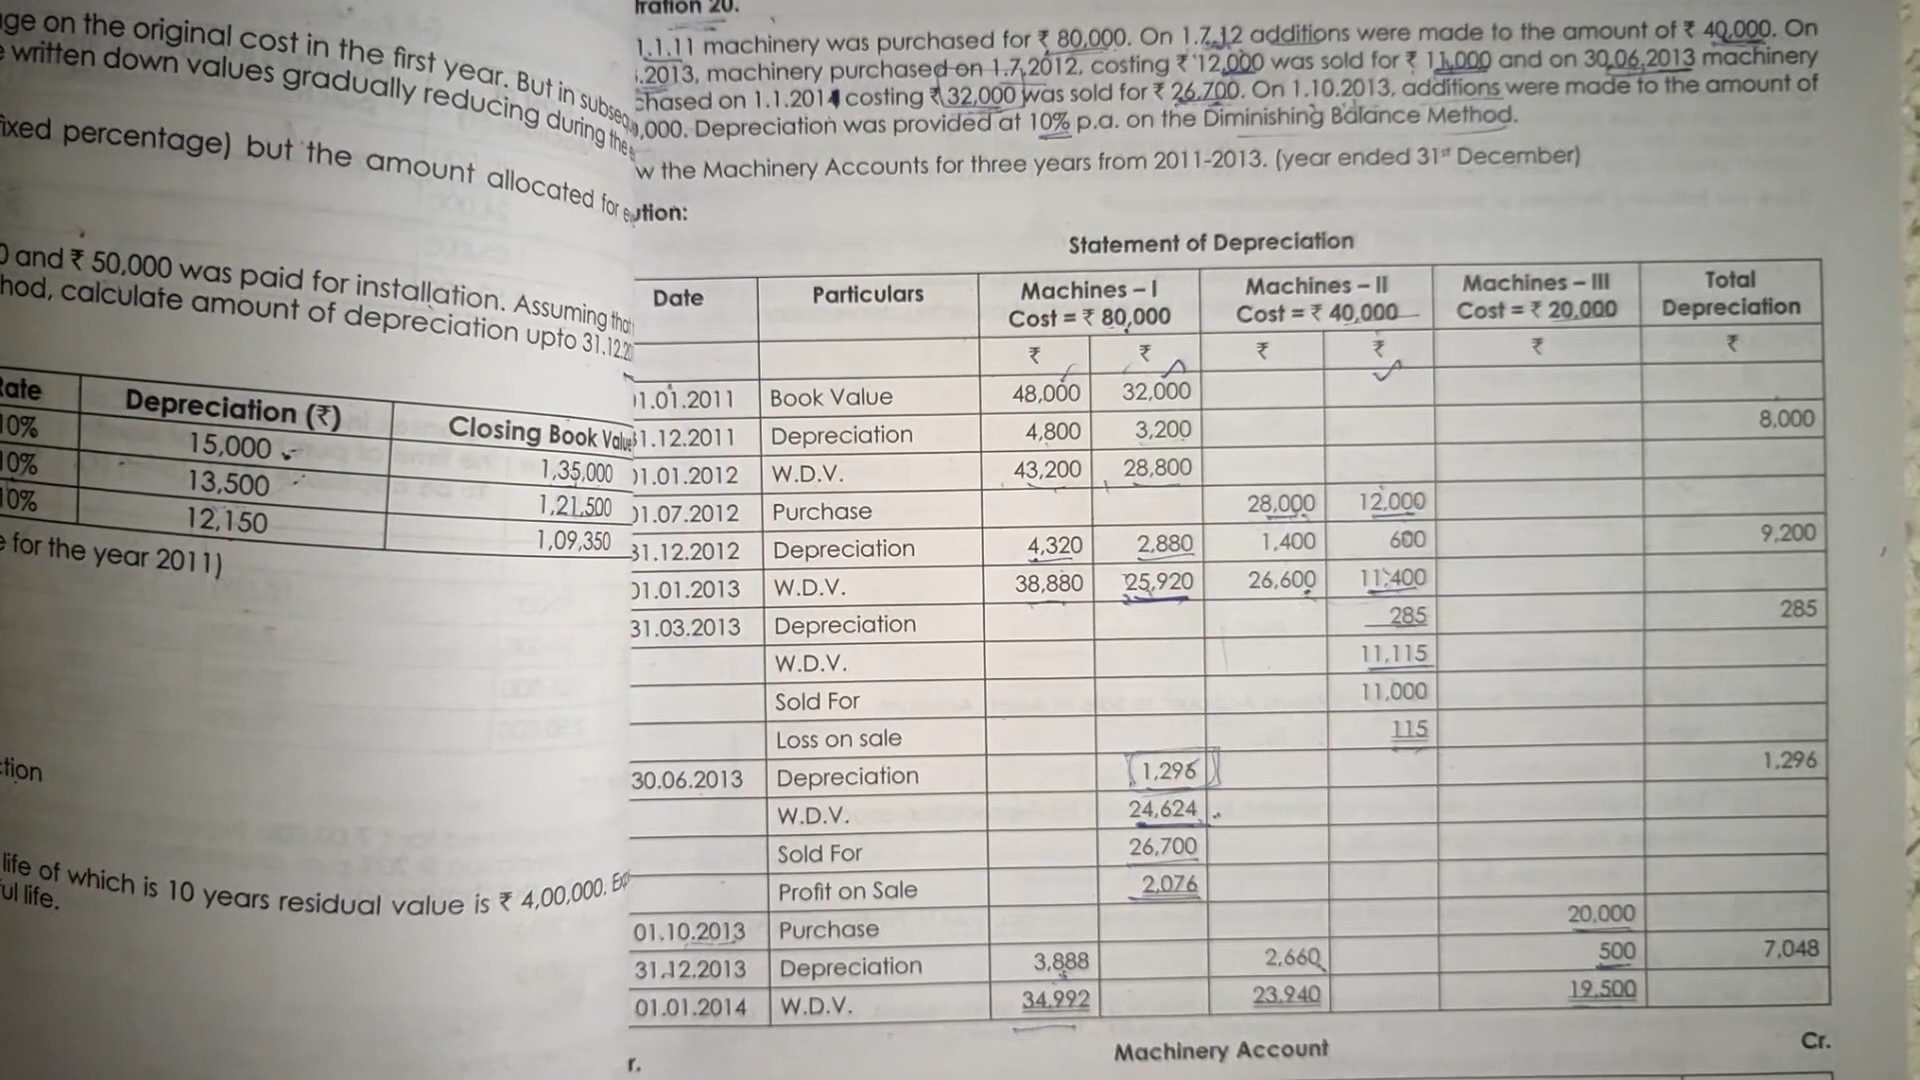 ge on the original cost in the first year. But in subseq
written down values gradually reducing during the
ixed percentage) but the amount allocated for
and ₹ 50,000 was paid for installation. Assuming that
hod, calculate amount of depreciation upto 31.12.20
Rate Depreciation (₹) Closing Book Value
10% 15,000 1,35,000
10% 13,500 1,21,500
10% 12,150 1,09,350
for the year 2011)
ction
life of which is 10 years residual value is ₹ 4,00,000. Exp
ul life.
tration 20.
1.1.11 machinery was purchased for ₹ 80,000. On 1.7.12 additions were made to the amount of ₹ 40,000. On
.2013, machinery purchased on 1.7.2012, costing ₹ 12,000 was sold for ₹ 11,000 and on 30.06.2013 machinery
chased on 1.1.2011 costing ₹ 32,000 was sold for ₹ 26,700. On 1.10.2013, additions were made to the amount of
,000. Depreciation was provided at 10% p.a. on the Diminishing Balance Method.
w the Machinery Accounts for three years from 2011-2013. (year ended 31st December)
ution:
Statement of Depreciation
Date Particulars Machines – I Machines – II Machines – III Total
Cost = ₹ 80,000 Cost = ₹ 40,000 Cost = ₹ 20,000 Depreciation
₹ ₹ ₹ ₹ ₹ ₹
01.01.2011 Book Value 48,000 32,000
31.12.2011 Depreciation 4,800 3,200 8,000
01.01.2012 W.D.V. 43,200 28,800
01.07.2012 Purchase 28,000 12,000
31.12.2012 Depreciation 4,320 2,880 1,400 600 9,200
01.01.2013 W.D.V. 38,880 25,920 26,600 11,400
31.03.2013 Depreciation 285 285
W.D.V. 11,115
Sold For 11,000
Loss on sale 115
30.06.2013 Depreciation 1,296 1,296
W.D.V. 24,624
Sold For 26,700
Profit on Sale 2,076
01.10.2013 Purchase 20,000
31.12.2013 Depreciation 3,888 2,660 500 7,048
01.01.2014 W.D.V. 34,992 23,940 19,500
r. Machinery Account Cr.